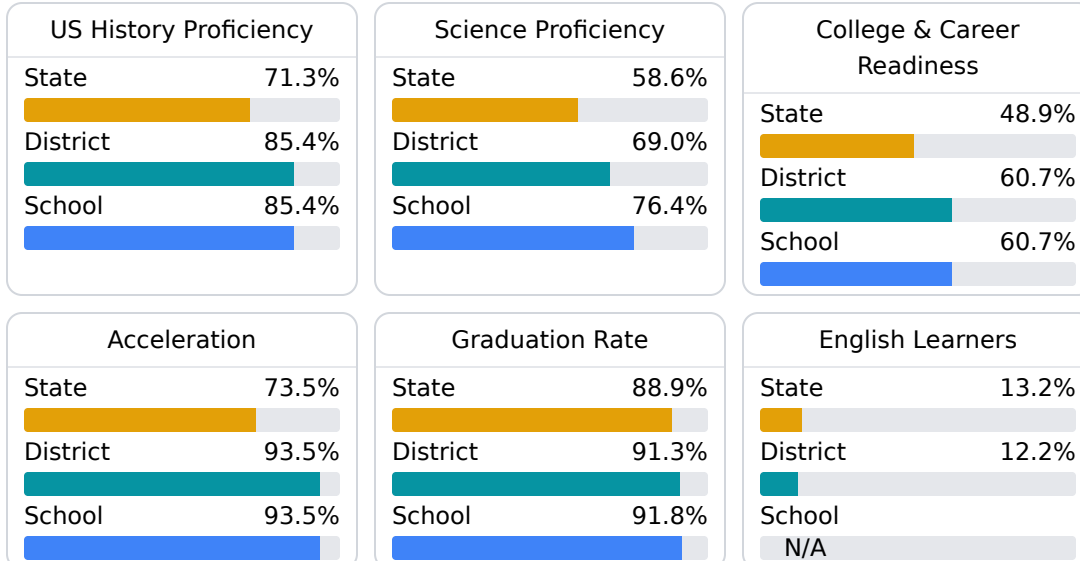 US History Proficiency
State 71.3%
District 85.4%
School 85.4%
Science Proficiency
State 58.6%
District 69.0%
School 76.4%
College & Career
Readiness
State 48.9%
District 60.7%
School 60.7%
Acceleration
State 73.5%
District 93.5%
School 93.5%
Graduation Rate
State 88.9%
District 91.3%
School 91.8%
English Learners
State 13.2%
District 12.2%
School
N/A